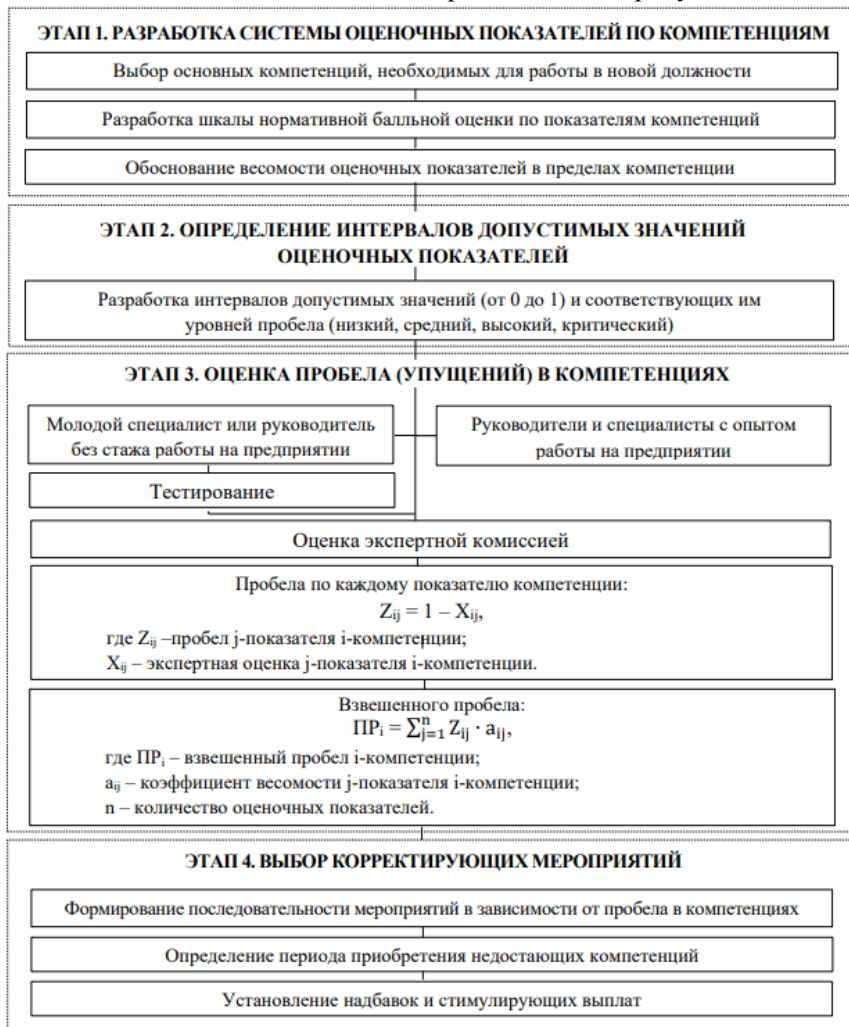 ЭТАП 1. РАЗРАБОТКА СИСТЕМЫ ОЦЕНОЧНЫХ ПОКАЗАТЕЛЕЙ ПО КОМПЕТЕНЦИЯМ
Выбор основных компетенций, необходимых для работы в новой должности
Разработка шкалы нормативной балльной оценки по показателям компетенций
Обоснование весомости оценочных показателей в пределах компетенции
ЭТАП 2. ОПРЕДЕЛЕНИЕ ИНТЕРВАЛОВ ДОПУСТИМЫХ ЗНАЧЕНИЙ
ОЦЕНОЧНЫХ ПОКАЗАТЕЛЕЙ
Разработка интервалов допустимых значений (от 0 до 1) и соответствующих им
уровней пробела (низкий, средний, высокий, критический)
ЭТАП 3. ОЦЕНКА ПРОБЕЛА (УПУЩЕНИЙ) В КОМПЕТЕНЦИЯХ
Молодой специалист или руководитель
без стажа работы на предприятии
Руководители и специалисты с опытом
работы на предприятии
Тестирование
Оценка экспертной комиссией
Пробела по каждому показателю компетенции:
Zij = 1 – Xij,
где Zij –пробел j-показателя i-компетенции;
Xij – экспертная оценка j-показателя i-компетенции.
Взвешенного пробела:
ПРi = ∑ⁿj=1 Zij · aij,
где ПРi – взвешенный пробел i-компетенции;
aij – коэффициент весомости j-показателя i-компетенции;
n – количество оценочных показателей.
ЭТАП 4. ВЫБОР КОРРЕКТИРУЮЩИХ МЕРОПРИЯТИЙ
Формирование последовательности мероприятий в зависимости от пробела в компетенциях
Определение периода приобретения недостающих компетенций
Установление надбавок и стимулирующих выплат